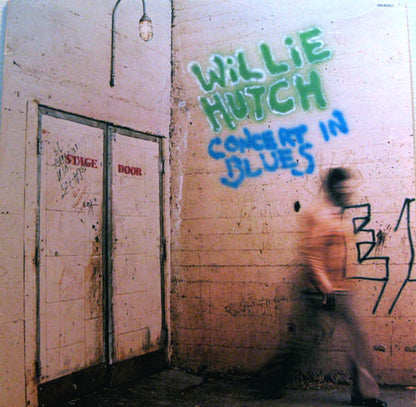 WiLLiE
HUTCH
CONCERT IN
BLUES
STAGE DOOR